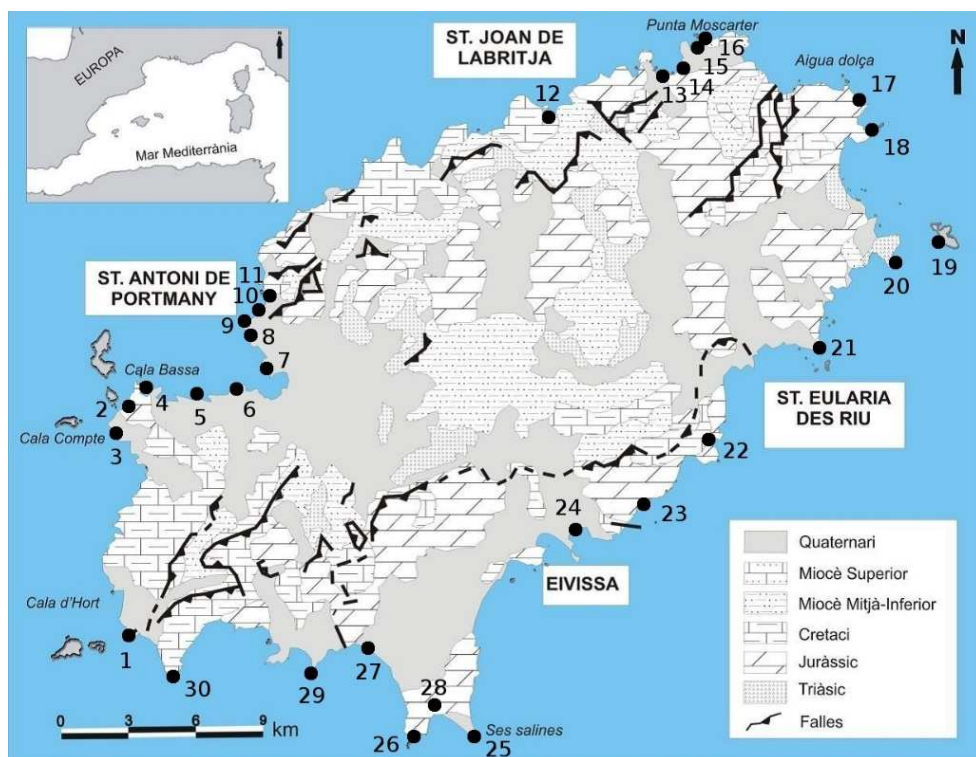 EUROPA
N
Mar Mediterrània
ST. JOAN DE
LABRITJA
Punta Moscarter
16
15
14
13
12
Aigua dolça
17
18
N
19
20
21
ST. ANTONI DE
PORTMANY
11
10
9
8
7
Cala Bassa
2
4
5
6
Cala Compte
3
ST. EULARIA
DES RIU
22
23
24
EIVISSA
Cala d'Hort
1
30
29
27
28
26
25
Ses salines
0 3 6 9
km
Quaternari
Miocè Superior
Miocè Mitjà-Inferior
Cretaci
Juràssic
Triàsic
Falles